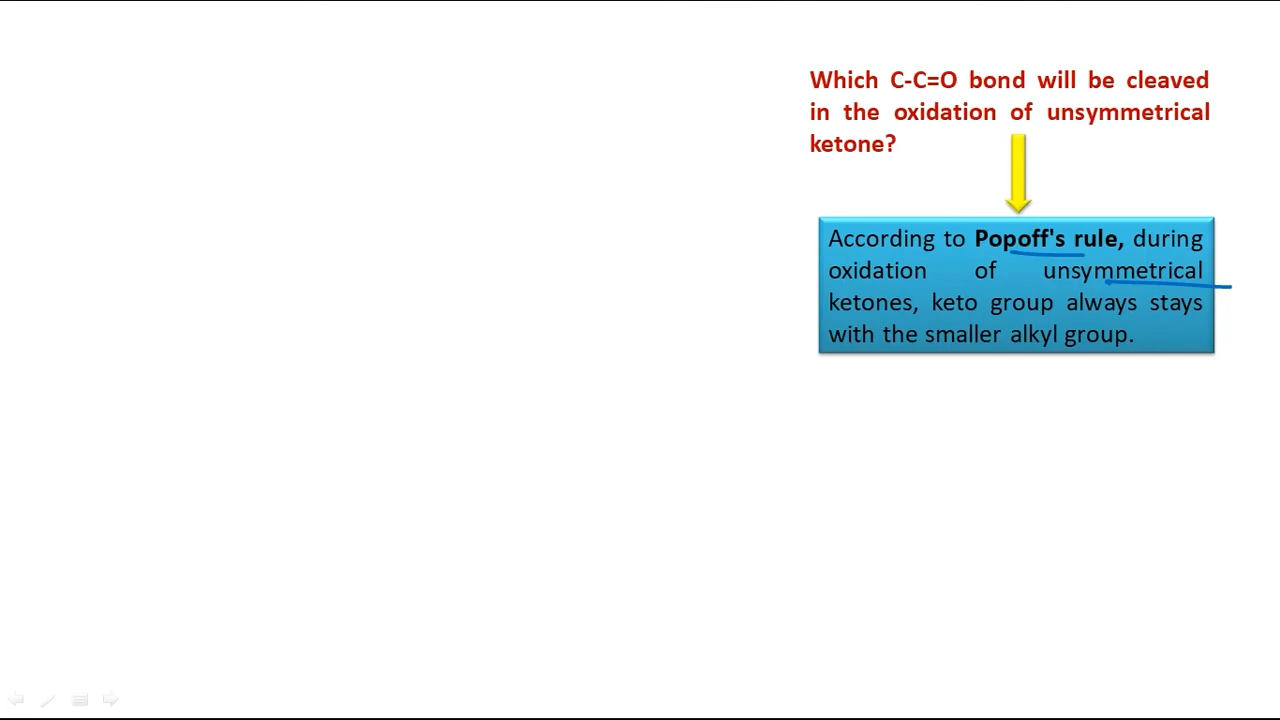 Which C-C=O bond will be cleaved
in the oxidation of unsymmetrical
ketone?
According to Popoff's rule, during
oxidation of unsymmetrical
ketones, keto group always stays
with the smaller alkyl group.